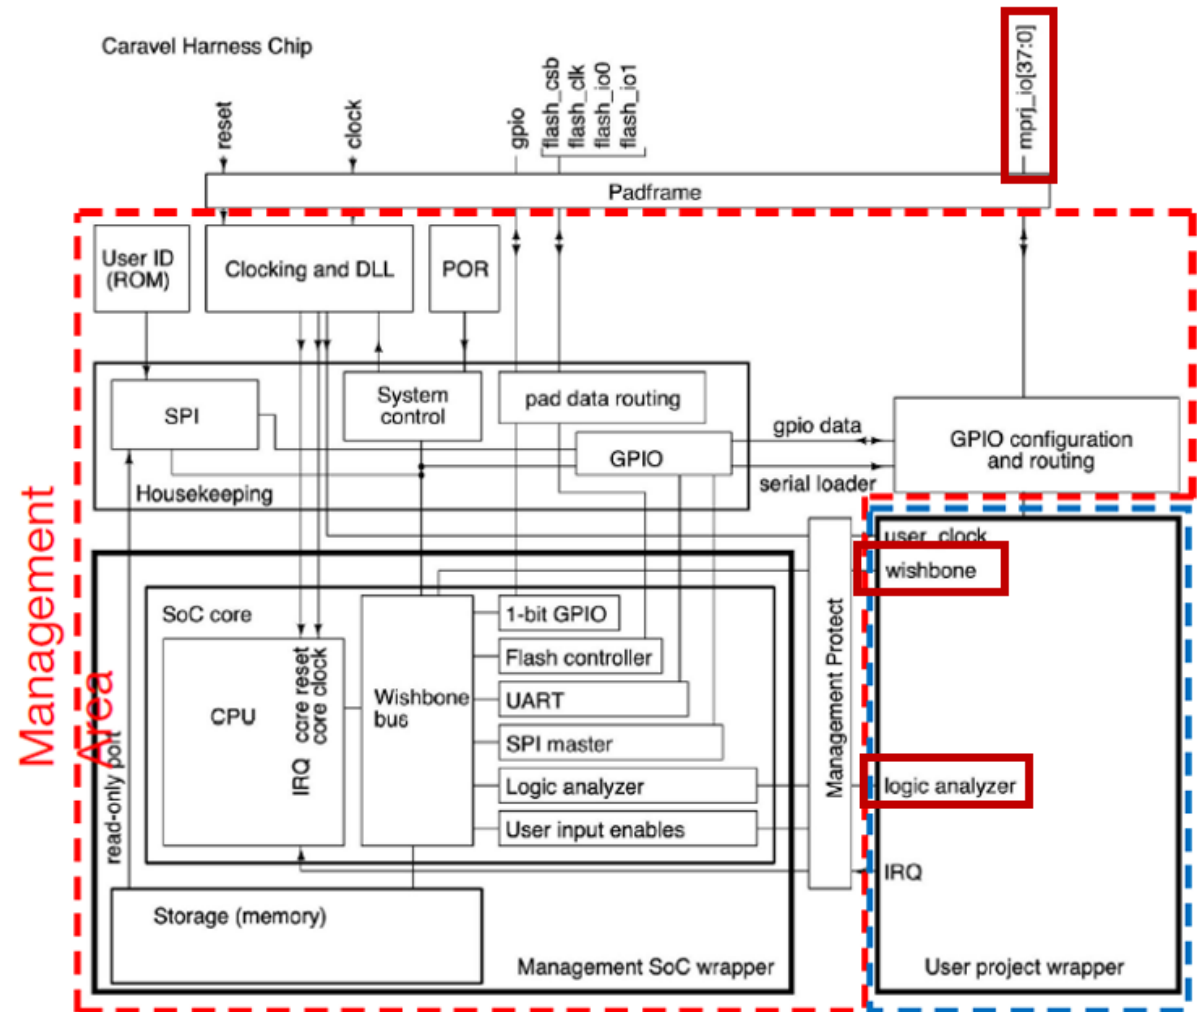 Caravel Harness Chip
reset
clock
gpio
flash_csb
flash_clk
flash_io0
flash_io1
mprj_io[37:0]
Padframe
User ID
(ROM)
Clocking and DLL
POR
SPI
System
control
pad data routing
GPIO
Housekeeping
gpio data
serial loader
GPIO configuration
and routing
Management
Area
read-only port
SoC core
CPU
IRQ
core reset
core clock
Wishbone
bus
1-bit GPIO
Flash controller
UART
SPI master
Logic analyzer
User input enables
Management Protect
user_clock
wishbone
logic analyzer
IRQ
Storage (memory)
Management SoC wrapper
User project wrapper